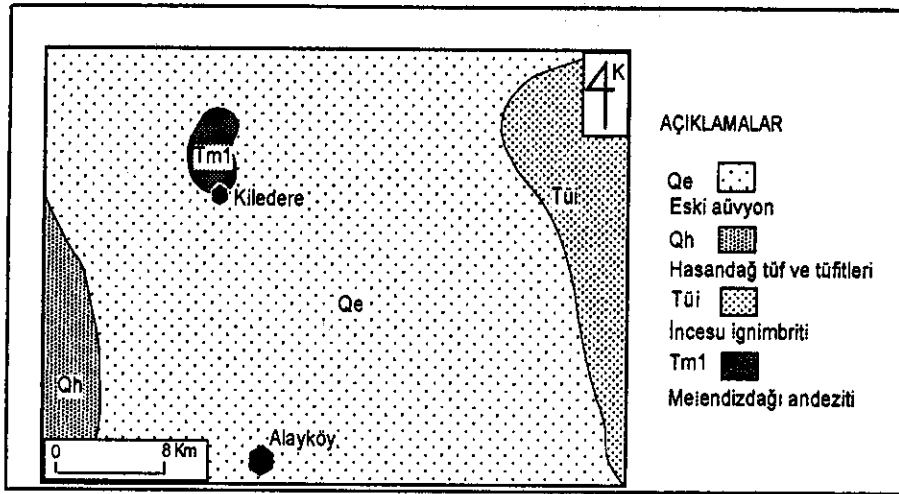 K
AÇIKLAMALAR
Tm1
Kiledere
Tüi
Qe
Eski aüvyon
Qh
Hasandağ tüf ve tüfitleri
Tüi
İncesu ignimbriti
Tm1
Melendizdağı andeziti
Qe
Qh
Alayköy
0 8 Km